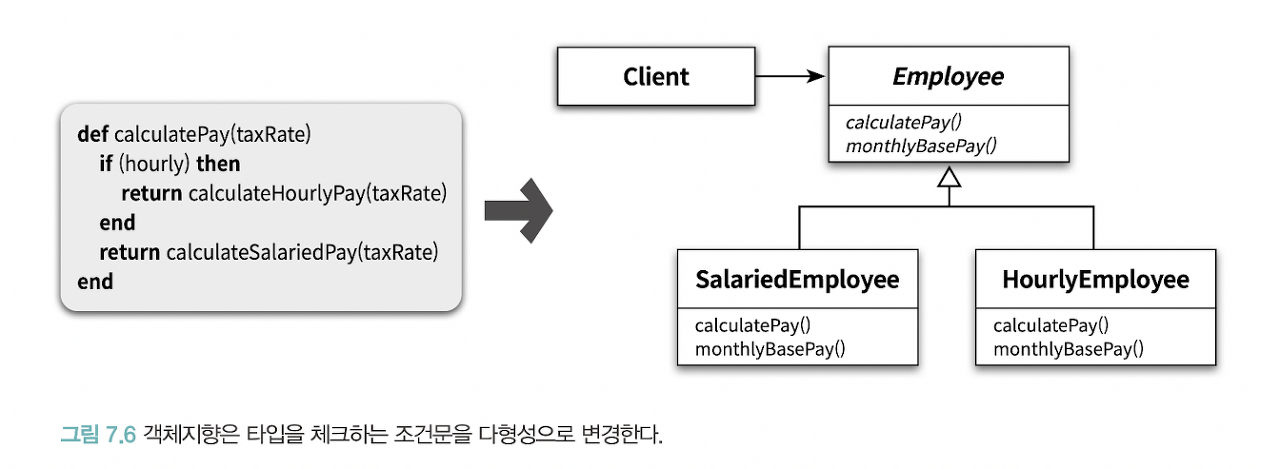 def calculatePay(taxRate)
if (hourly) then
return calculateHourlyPay(taxRate)
end
return calculateSalariedPay(taxRate)
end
Client
Employee
calculatePay()
monthlyBasePay()
SalariedEmployee
calculatePay()
monthlyBasePay()
HourlyEmployee
calculatePay()
monthlyBasePay()
그림 7.6 객체지향은 타입을 체크하는 조건문을 다형성으로 변경한다.